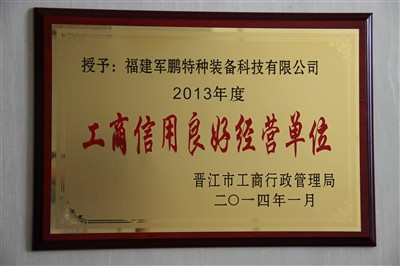 授予：福建军鹏特种装备科技有限公司
2013年度
工商信用良好经营单位
晋江市工商行政管理局
二〇一四年一月